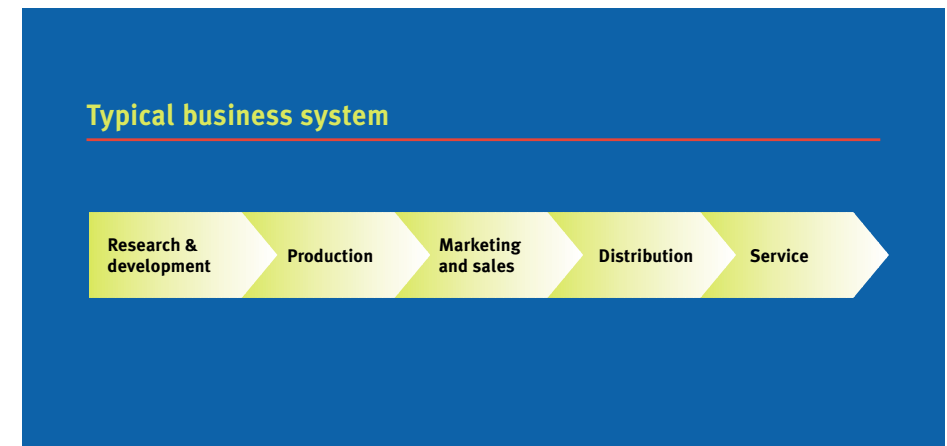 Typical business system
Research &
development
Production
Marketing
and sales
Distribution
Service